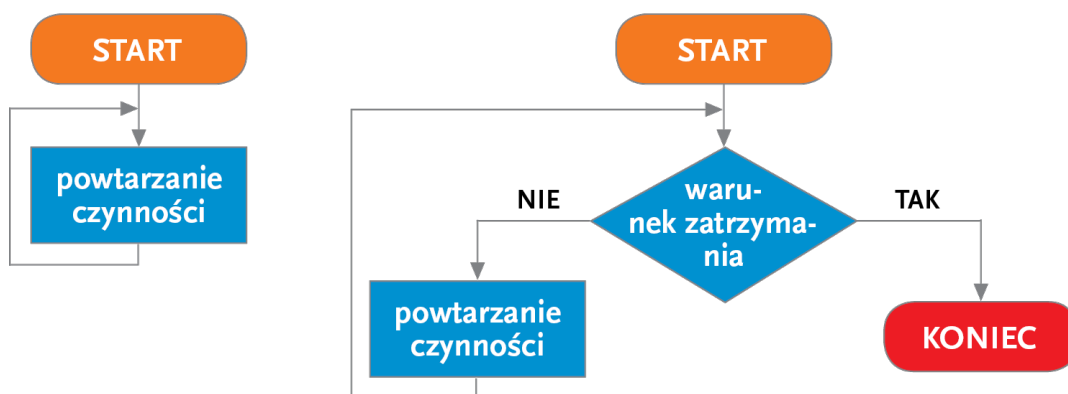 START
powtarzanie
czynności
START
waru-
nek zatrzyma-
nia
NIE
TAK
powtarzanie
czynności
KONIEC